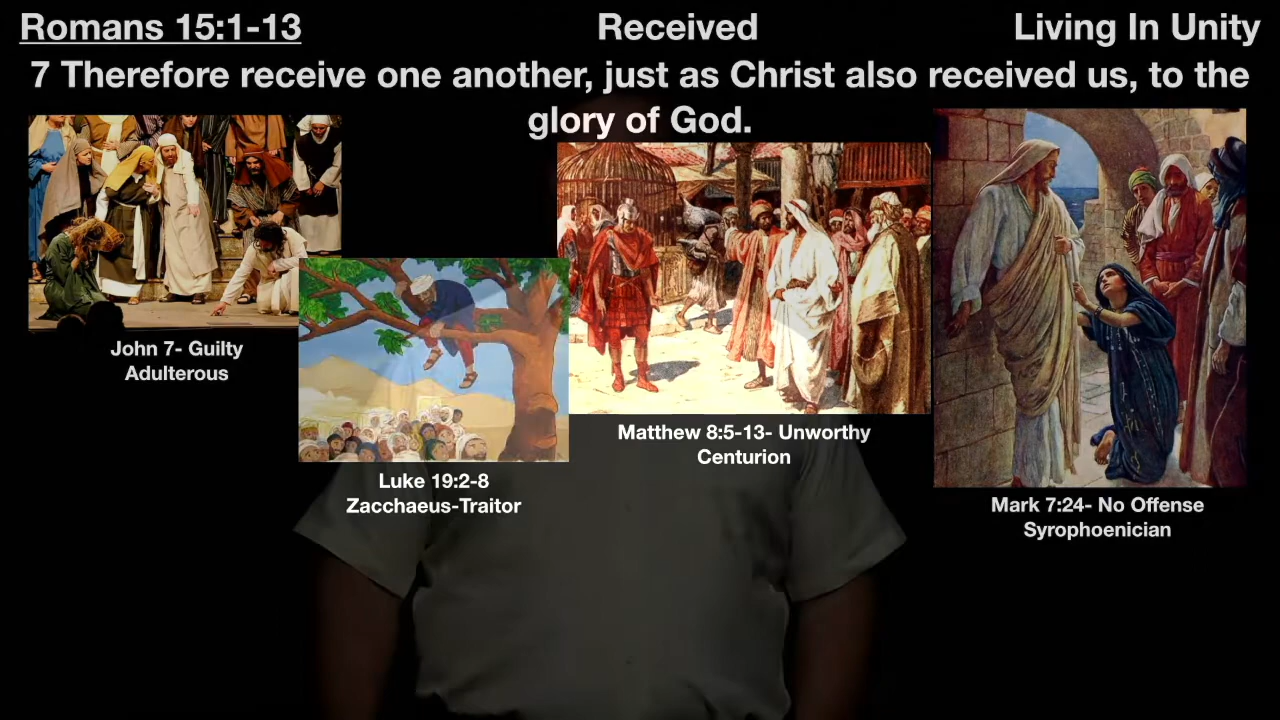 Romans 15:1-13
Received
Living In Unity
7 Therefore receive one another, just as Christ also received us, to the
glory of God.
John 7- Guilty
Adulterous
Luke 19:2-8
Zacchaeus-Traitor
Matthew 8:5-13- Unworthy
Centurion
Mark 7:24- No Offense
Syrophoenician